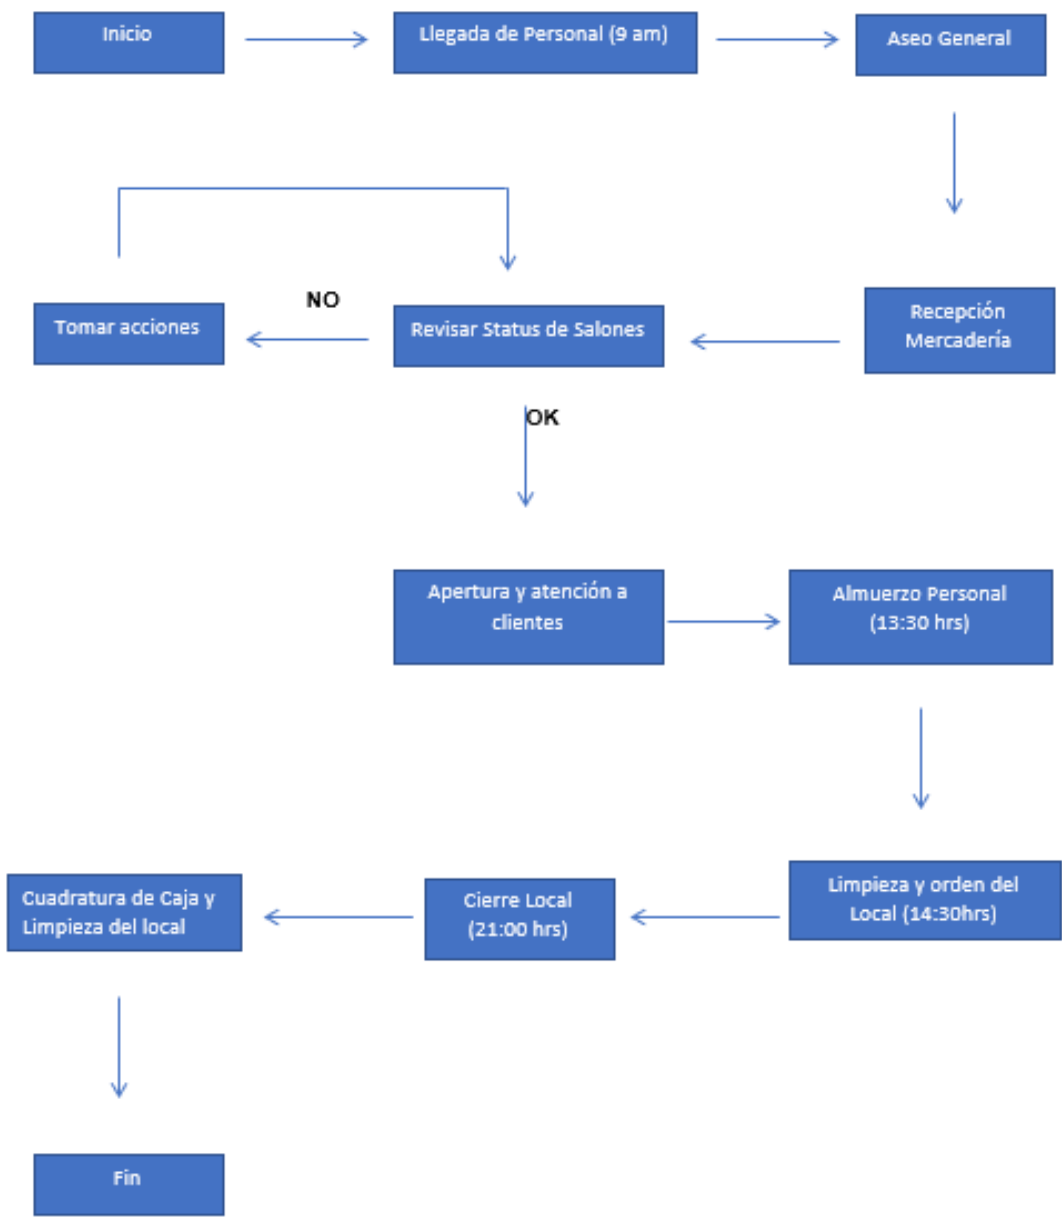 Inicio
Llegada de Personal (9 am)
Aseo General
Tomar acciones
NO
Revisar Status de Salones
Recepción
Mercadería
OK
Apertura y atención a
clientes
Almuerzo Personal
(13:30 hrs)
Cuadratura de Caja y
Limpieza del local
Cierre Local
(21:00 hrs)
Limpieza y orden del
Local (14:30hrs)
Fin